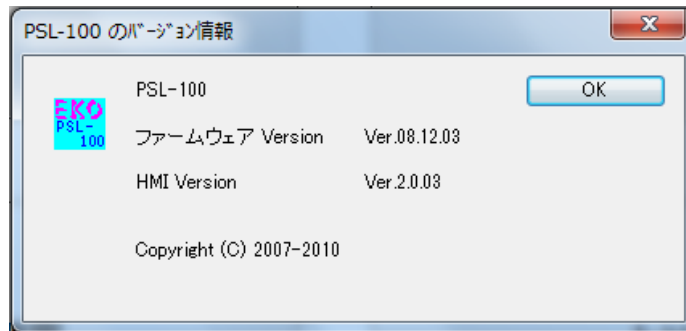 PSL-100 のﾊﾞｰｼﾞｮﾝ情報
X
PSL-100
OK
EKO
PSL-
100
ファームウェア Version Ver.08.12.03
HMI Version Ver.2.0.03
Copyright (C) 2007-2010